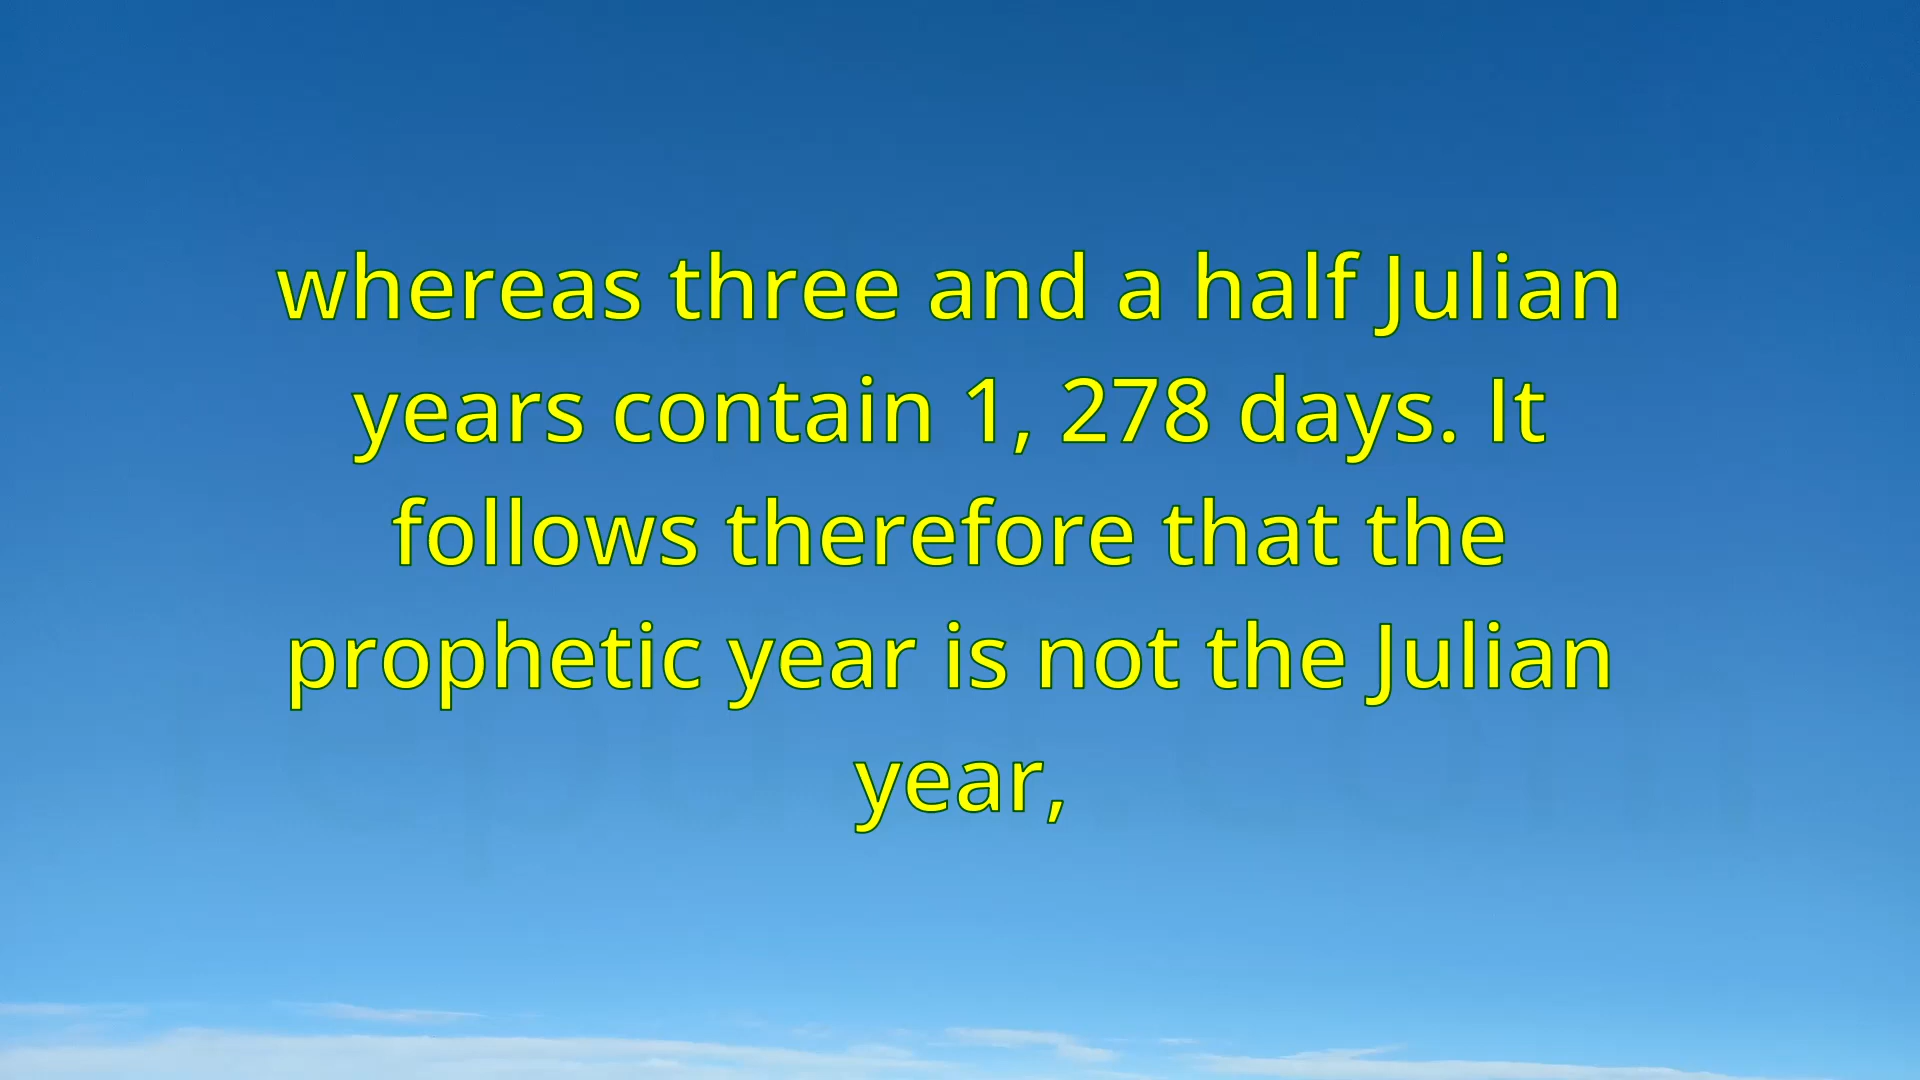 whereas three and a half Julian
years contain 1, 278 days. It
follows therefore that the
prophetic year is not the Julian
year,